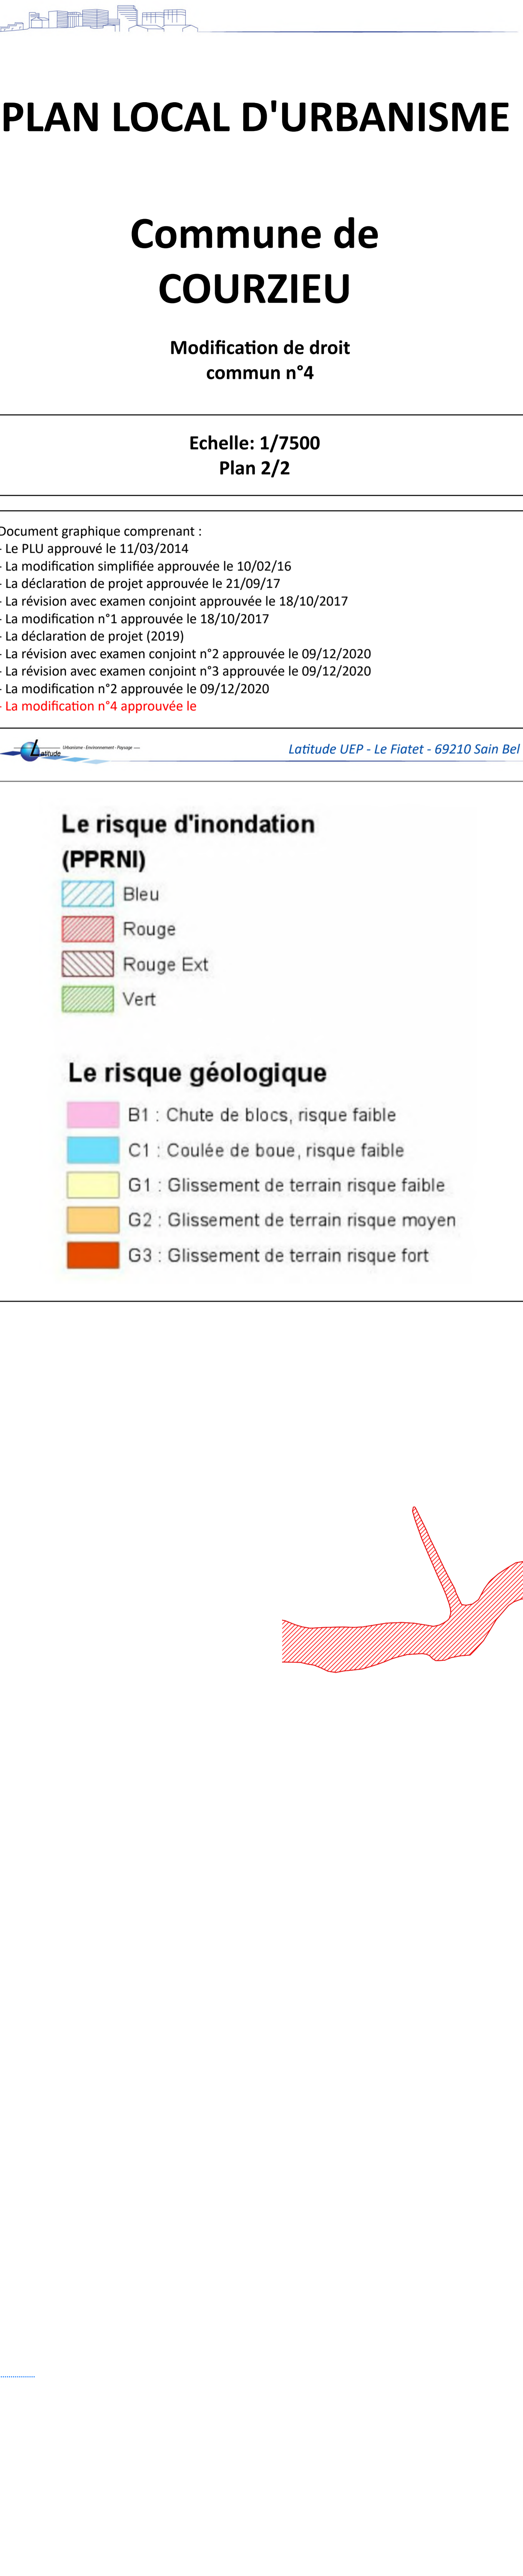 PLAN LOCAL D'URBANISME
Commune de
COURZIEU
Modification de droit
commun n°4
Echelle: 1/7500
Plan 2/2
Document graphique comprenant :
- Le PLU approuvé le 11/03/2014
- La modification simplifiée approuvée le 10/02/16
- La déclaration de projet approuvée le 21/09/17
- La révision avec examen conjoint approuvée le 18/10/2017
- La modification n°1 approuvée le 18/10/2017
- La déclaration de projet (2019)
- La révision avec examen conjoint n°2 approuvée le 09/12/2020
- La révision avec examen conjoint n°3 approuvée le 09/12/2020
- La modification n°2 approuvée le 09/12/2020
- La modification n°4 approuvée le
Latitude
Urbanisme - Environnement - Paysage
Latitude UEP - Le Fiatet - 69210 Sain Bel
Le risque d'inondation
(PPRNI)
Bleu
Rouge
Rouge Ext
Vert
Le risque géologique
B1 : Chute de blocs, risque faible
C1 : Coulée de boue, risque faible
G1 : Glissement de terrain risque faible
G2 : Glissement de terrain risque moyen
G3 : Glissement de terrain risque fort